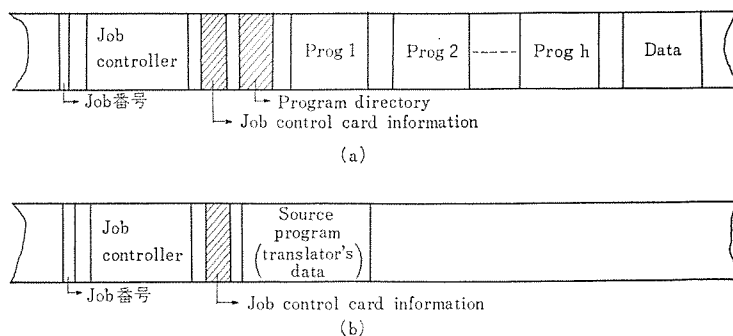 Job
controller
Prog 1
Prog 2
Prog h
Data
Job番号
Program directory
Job control card information
(a)
Job
controller
Source
program
(translator's
data)
Job番号
Job control card information
(b)